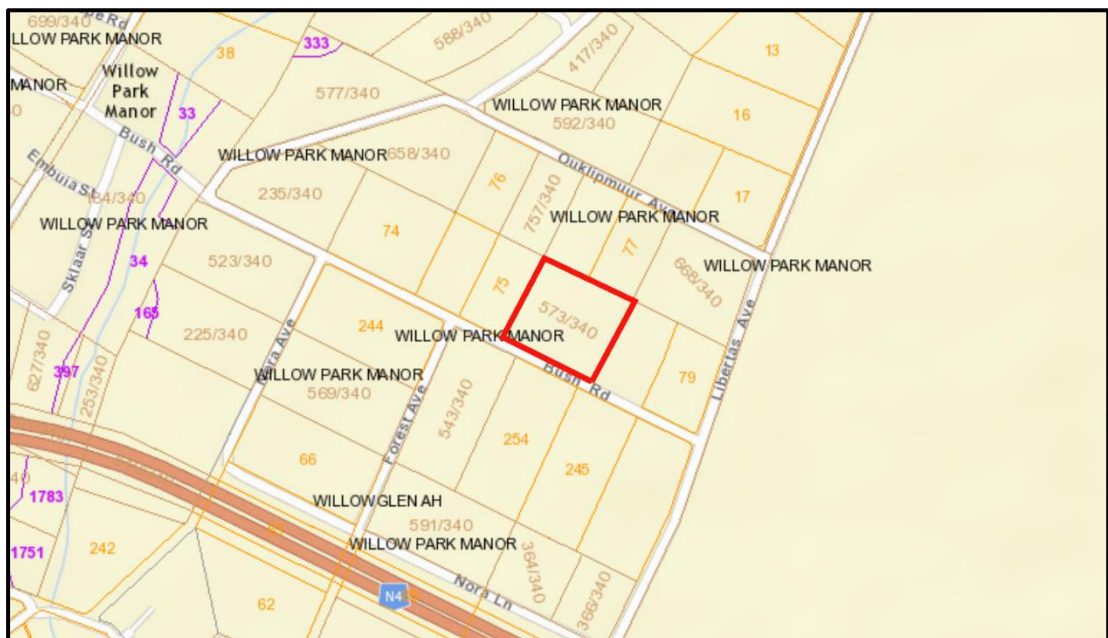 699/340
LLOW PARK MANOR
333
588/340
417/340
13
38
Willow
Park
Manor
MANOR
577/340
WILLOW PARK MANOR
592/340
16
33
Bush Rd
WILLOW PARK MANOR
658/340
Embuia St
184/340
235/340
76
757/340
Ouklipmuur Ave
17
WILLOW PARK MANOR
WILLOW PARK MANOR
74
77
Sklaar St
34
523/340
75
668/340
WILLOW PARK MANOR
165
573/340
225/340
244
WILLOW PARK MANOR
Libertas Ave
627/340
397
253/340
Nora Ave
WILLOW PARK MANOR
569/340
Bush Rd
79
543/340
Forest Ave
254
66
245
1783
WILLOWGLEN AH
591/340
WILLOW PARK MANOR
1751
242
364/340
366/340
Nora Ln
N4
62